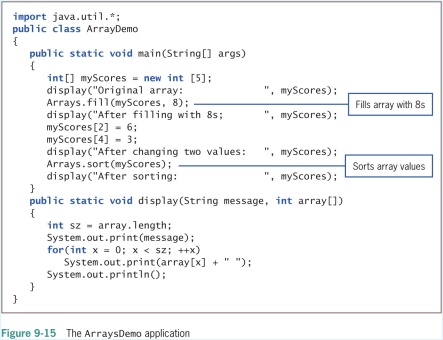 import java.util.*;
public class ArrayDemo
{
   public static void main(String[] args)
   {
      int[] myScores = new int [5];
      display("Original array:             ", myScores);
      Arrays.fill(myScores, 8);
Fills array with 8s
      display("After filling with 8s;      ", myScores);
      myScores[2] = 6;
      myScores[4] = 3;
      display("After changing two values:  ", myScores);
      Arrays.sort(myScores);
Sorts array values
      display("After sorting:              ", myScores);
   }
   public static void display(String message, int array[])
   {
      int sz = array.length;
      System.out.print(message);
      for(int x = 0; x < sz; ++x)
         System.out.print(array[x] + " ");
      System.out.println();
   }
}
Figure 9-15 The ArraysDemo application